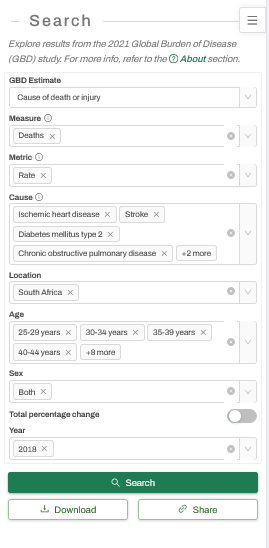 Search
Explore results from the 2021 Global Burden of Disease
(GBD) study. For more info, refer to the About section.
GBD Estimate
Cause of death or injury
Measure
Deaths
Metric
Rate
Cause
Ischemic heart disease Stroke
Diabetes mellitus type 2
Chronic obstructive pulmonary disease +2 more
Location
South Africa
Age
25-29 years 30-34 years 35-39 years
40-44 years +8 more
Sex
Both
Total percentage change
Year
2018
Search
Download Share